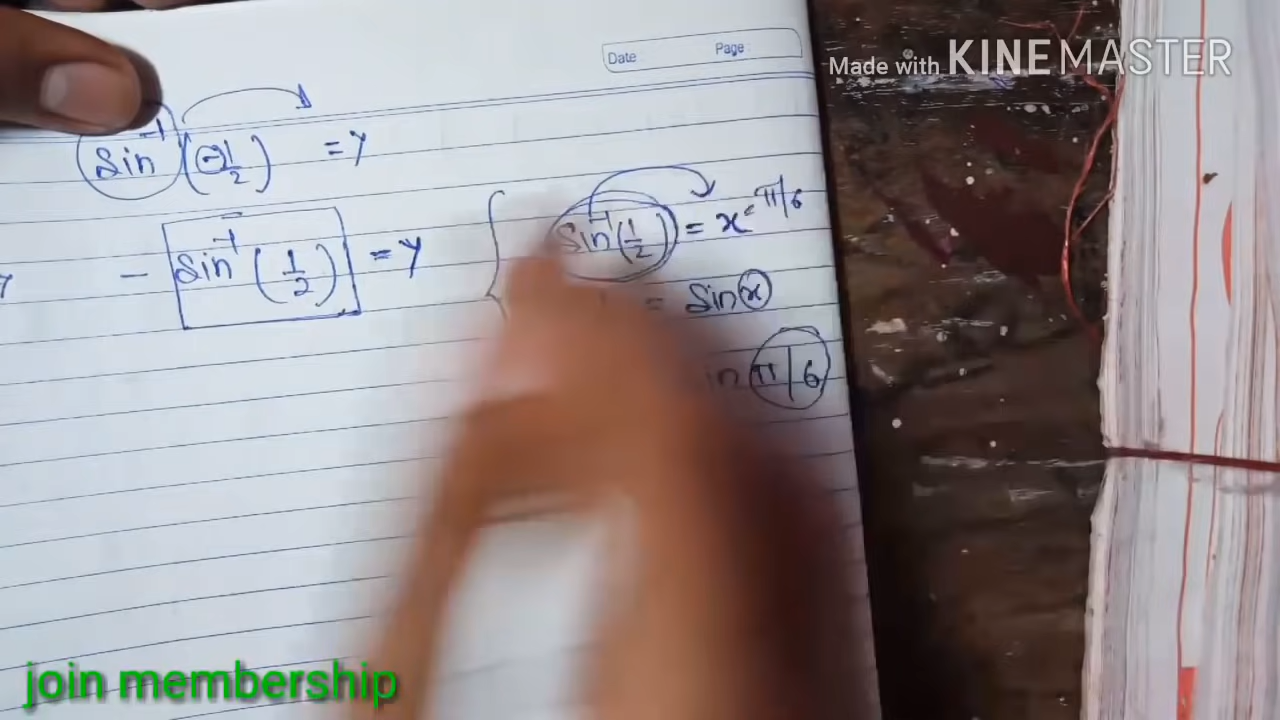 Date Page
Made with KINEMASTER
sin⁻¹(-1/2) = y
- sin⁻¹(1/2) = y
sin⁻¹(1/2) = x = π/6
= sin x
in π/6
join membership